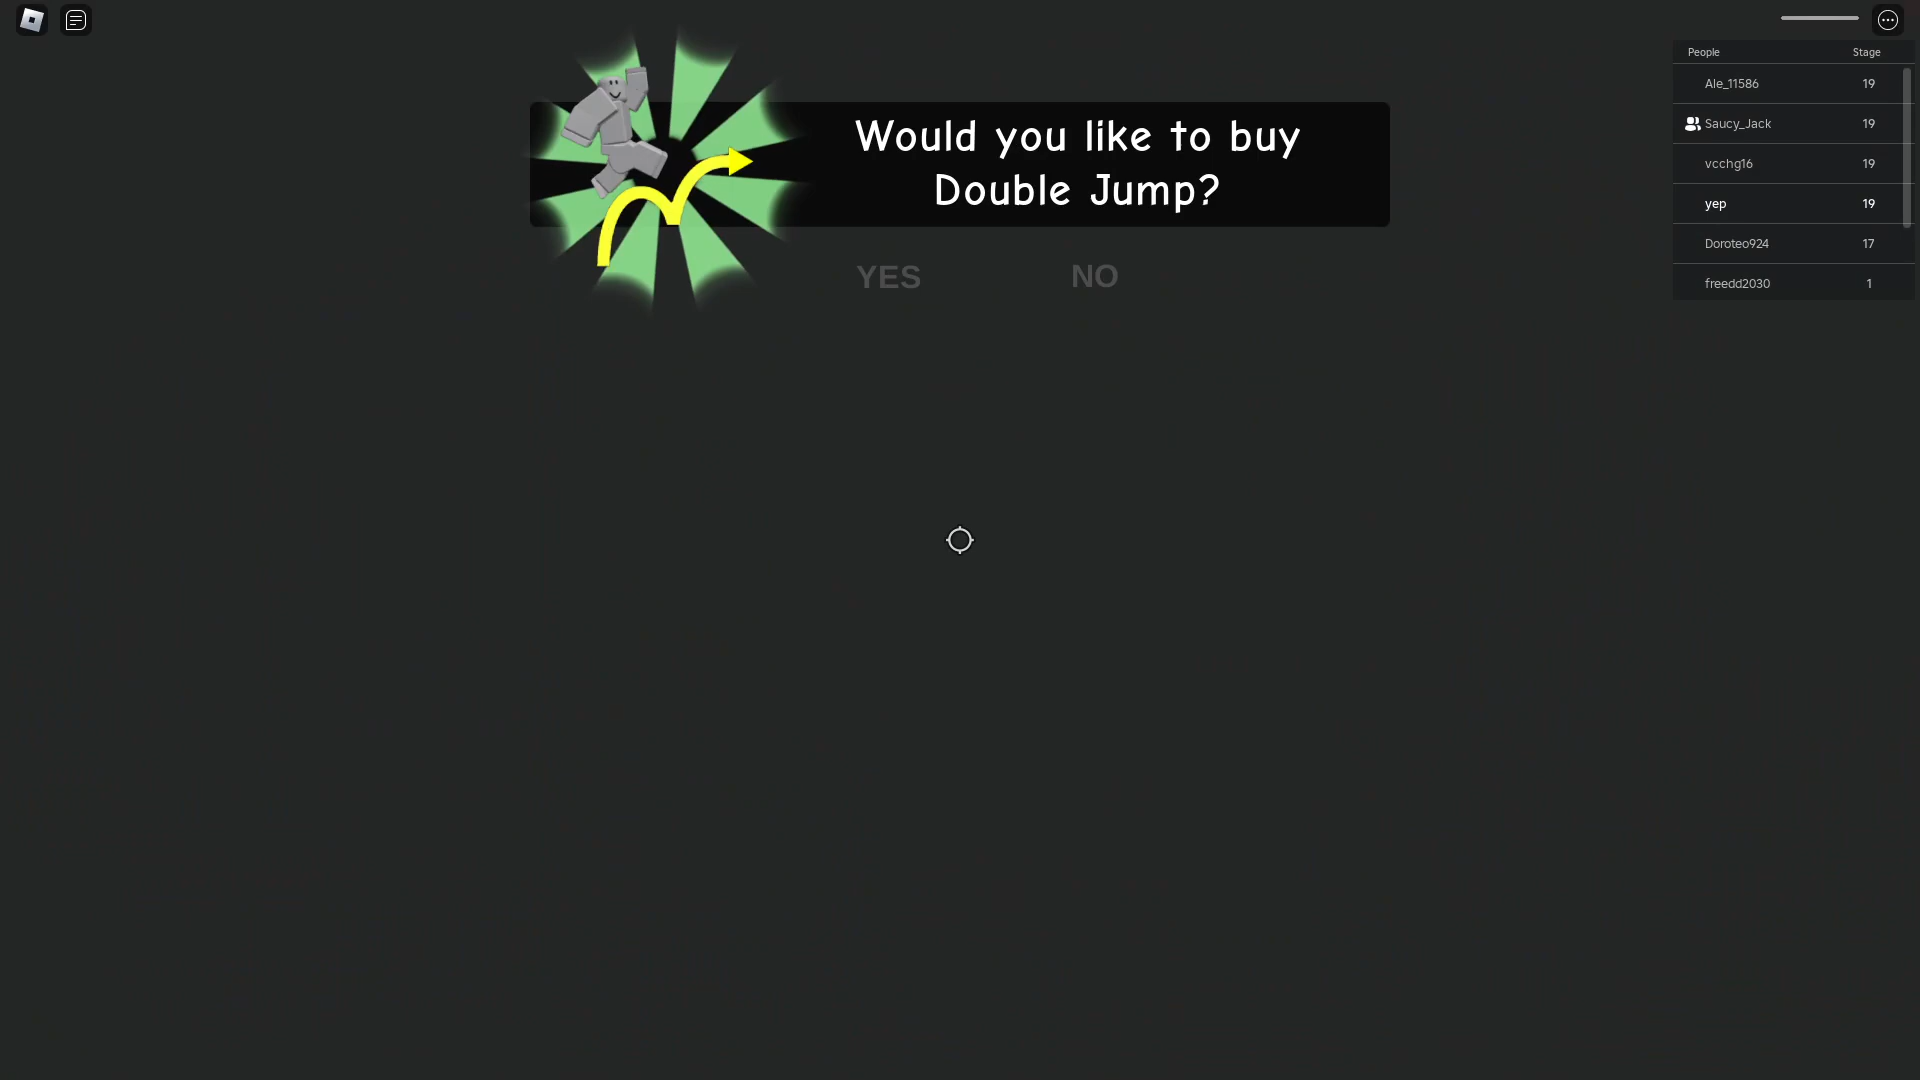 People Stage
Ale_11586 19
Saucy_Jack 19
vcchg16 19
yep 19
Doroteo924 17
freedd2030 1
Would you like to buy
Double Jump?
YES NO